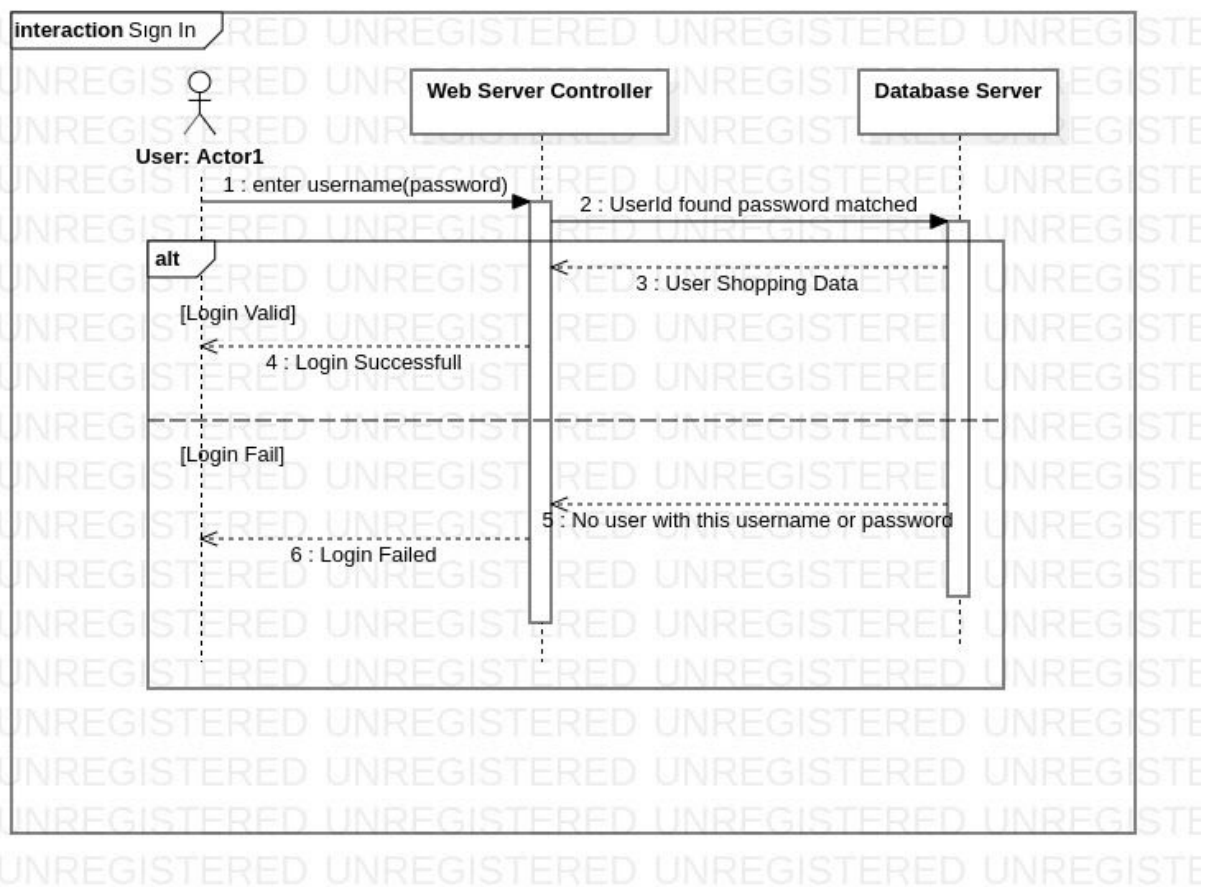 interaction Sign In
Web Server Controller
Database Server
User: Actor1
1 : enter username(password)
2 : UserId found password matched
alt
3 : User Shopping Data
[Login Valid]
4 : Login Successfull
[Login Fail]
5 : No user with this username or password
6 : Login Failed
UNREGISTERED